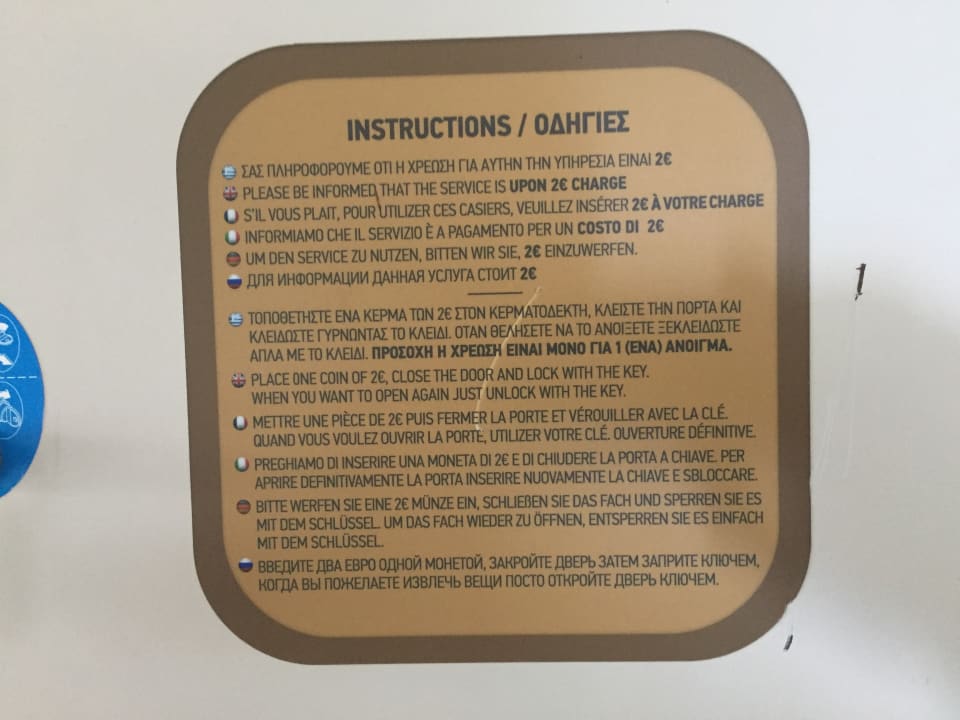 INSTRUCTIONS / ΟΔΗΓΙΕΣ
ΣΑΣ ΠΛΗΡΟΦΟΡΟΥΜΕ ΟΤΙ Η ΧΡΕΩΣΗ ΓΙΑ ΑΥΤΗΝ ΤΗΝ ΥΠΗΡΕΣΙΑ ΕΙΝΑΙ 2€
PLEASE BE INFORMED THAT THE SERVICE IS UPON 2€ CHARGE
S'IL VOUS PLAIT, POUR UTILIZER CES CASIERS, VEUILLEZ INSÉRER 2€ À VOTRE CHARGE
INFORMIAMO CHE IL SERVIZIO È A PAGAMENTO PER UN COSTO DI 2€
UM DEN SERVICE ZU NUTZEN, BITTEN WIR SIE, 2€ EINZUWERFEN.
ДЛЯ ИНФОРМАЦИИ ДАННАЯ УСЛУГА СТОИТ 2€
ΤΟΠΟΘΕΤΗΣΤΕ ΕΝΑ ΚΕΡΜΑ ΤΩΝ 2€ ΣΤΟΝ ΚΕΡΜΑΤΟΔΕΚΤΗ, ΚΛΕΙΣΤΕ ΤΗΝ ΠΟΡΤΑ ΚΑΙ
ΚΛΕΙΔΩΣΤΕ ΓΥΡΝΩΝΤΑΣ ΤΟ ΚΛΕΙΔΙ. ΟΤΑΝ ΘΕΛΗΣΕΤΕ ΝΑ ΤΟ ΑΝΟΙΞΕΤΕ ΞΕΚΛΕΙΔΩΣΤΕ
ΑΠΛΑ ΜΕ ΤΟ ΚΛΕΙΔΙ. ΠΡΟΣΟΧΗ Η ΧΡΕΩΣΗ ΕΙΝΑΙ ΜΟΝΟ ΓΙΑ 1 (ΕΝΑ) ΑΝΟΙΓΜΑ.
PLACE ONE COIN OF 2€, CLOSE THE DOOR AND LOCK WITH THE KEY.
WHEN YOU WANT TO OPEN AGAIN JUST UNLOCK WITH THE KEY.
METTRE UNE PIÈCE DE 2€ PUIS FERMER LA PORTE ET VÉROUILLER AVEC LA CLÉ.
QUAND VOUS VOULEZ OUVRIR LA PORTE, UTILIZER VOTRE CLÉ. OUVERTURE DÉFINITIVE.
PREGHIAMO DI INSERIRE UNA MONETA DI 2€ E DI CHIUDERE LA PORTA A CHIAVE. PER
APRIRE DEFINITIVAMENTE LA PORTA INSERIRE NUOVAMENTE LA CHIAVE E SBLOCCARE.
BITTE WERFEN SIE EINE 2€ MÜNZE EIN, SCHLIEßEN SIE DAS FACH UND SPERREN SIE ES
MIT DEM SCHLÜSSEL. UM DAS FACH WIEDER ZU ÖFFNEN, ENTSPERREN SIE ES EINFACH
MIT DEM SCHLÜSSEL.
ВВЕДИТЕ ДВА ЕВРО ОДНОЙ МОНЕТОЙ, ЗАКРОЙТЕ ДВЕРЬ ЗАТЕМ ЗАПРИТЕ КЛЮЧЕМ,
КОГДА ВЫ ПОЖЕЛАЕТЕ ИЗВЛЕЧЬ ВЕЩИ ПОСТО ОТКРОЙТЕ ДВЕРЬ КЛЮЧЕМ.